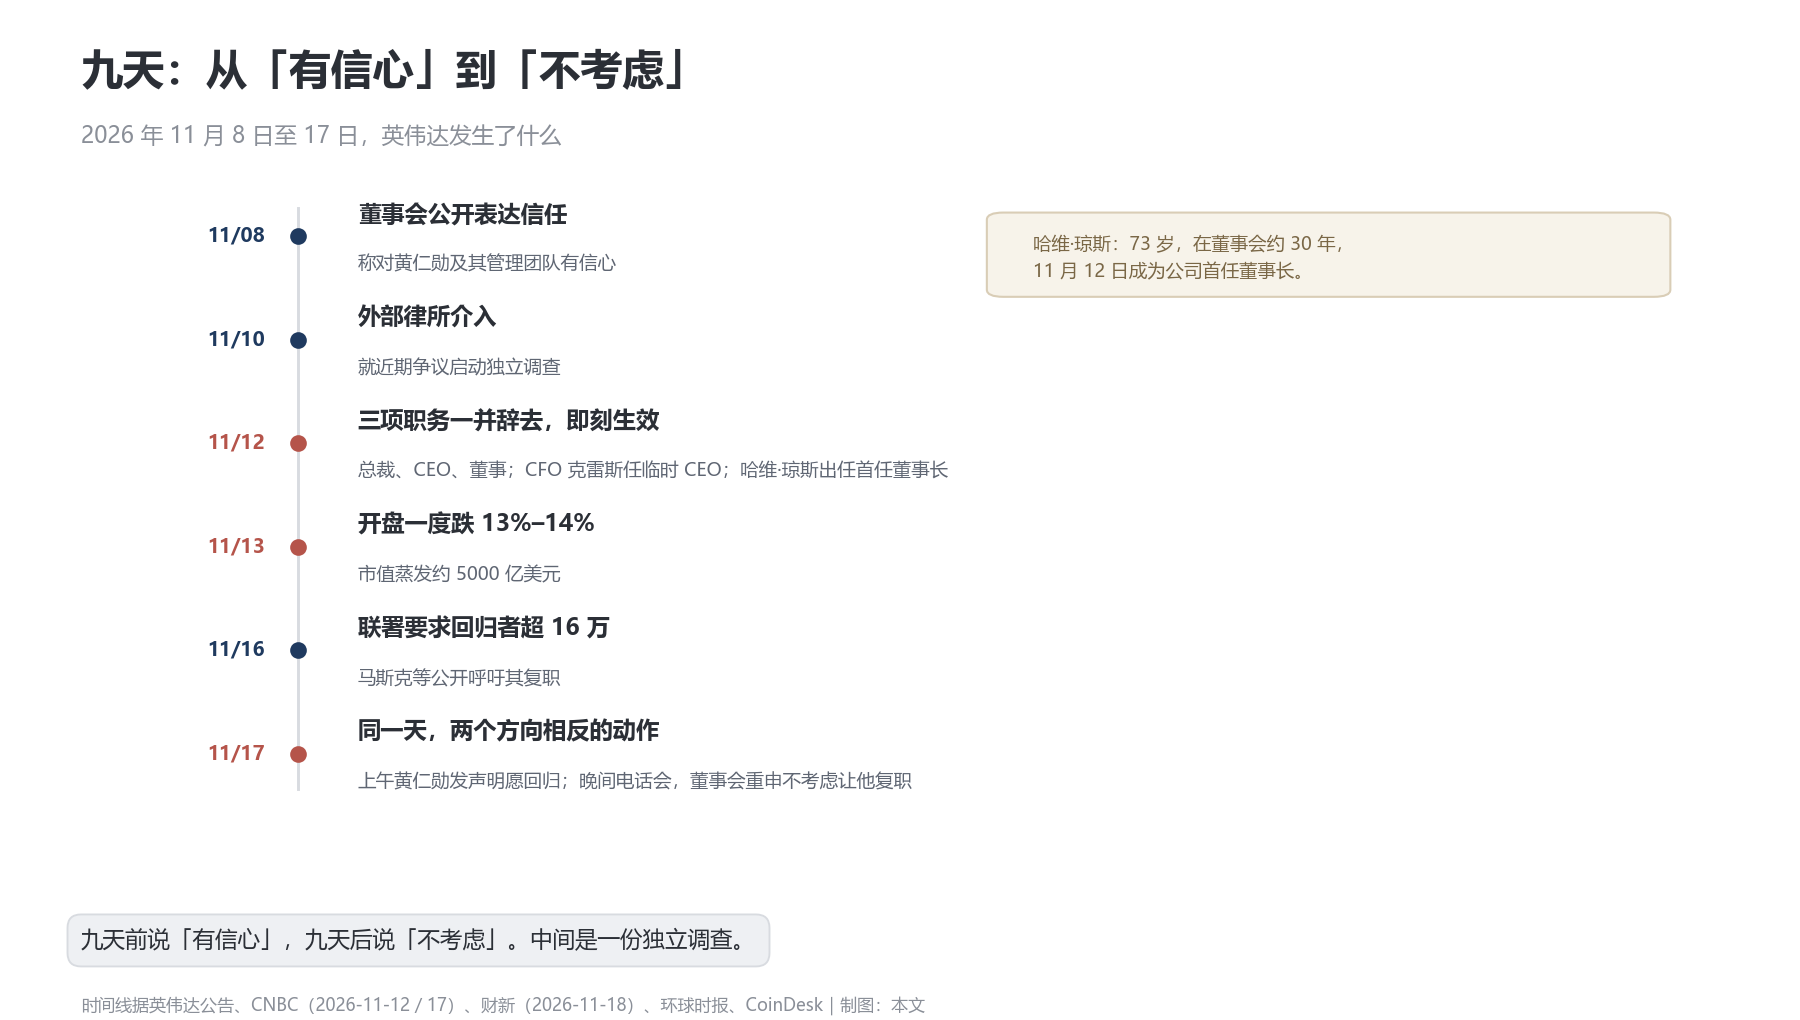 九天：从「有信心」到「不考虑」
2026 年 11 月 8 日至 17 日，英伟达发生了什么
11/08
董事会公开表达信任
称对黄仁勋及其管理团队有信心
哈维·琼斯：73 岁，在董事会约 30 年，
11 月 12 日成为公司首任董事长。
11/10
外部律所介入
就近期争议启动独立调查
11/12
三项职务一并辞去，即刻生效
总裁、CEO、董事；CFO 克雷斯任临时 CEO；哈维·琼斯出任首任董事长
11/13
开盘一度跌 13%–14%
市值蒸发约 5000 亿美元
11/16
联署要求回归者超 16 万
马斯克等公开呼吁其复职
11/17
同一天，两个方向相反的动作
上午黄仁勋发声明愿回归；晚间电话会，董事会重申不考虑让他复职
九天前说「有信心」，九天后说「不考虑」。中间是一份独立调查。
时间线据英伟达公告、CNBC（2026-11-12 / 17）、财新（2026-11-18）、环球时报、CoinDesk | 制图：本文